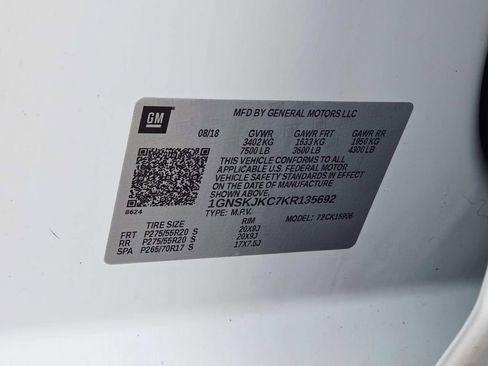 GM
MFD BY GENERAL MOTORS LLC
08/18 GVWR GAWR FRT GAWR RR
3402 KG 1633 KG 1950 KG
7500 LB 3600 LB 4300 LB
THIS VEHICLE CONFORMS TO ALL
APPLICABLE U.S. FEDERAL MOTOR
VEHICLE SAFETY STANDARDS IN EFFECT
ON THE DATE OF MANUFACTURE SHOWN ABOVE.
1GNSKJKC7KR135692
8624 TYPE: M.P.V. MODEL: 72CK15906
TIRE SIZE RIM
FRT P275/55R20 S 20X9J
RR P275/55R20 S 20X9J
SPA P265/70R17 S 17X7.5J